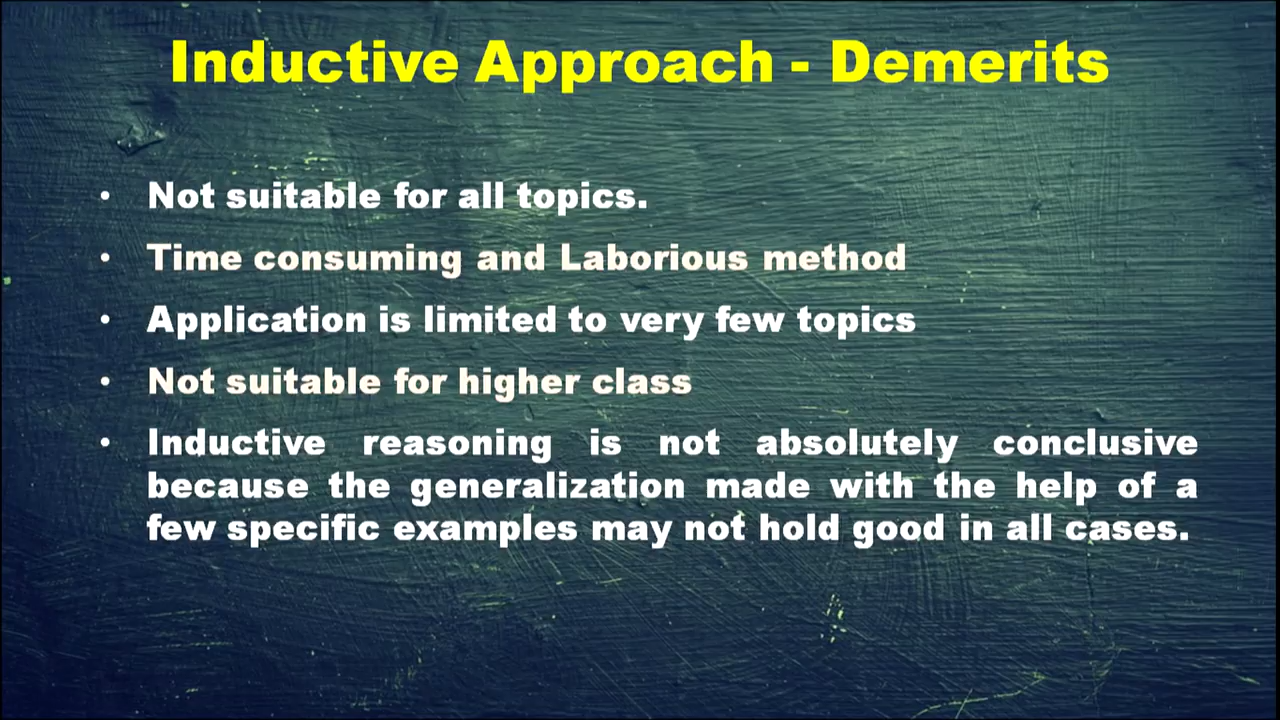 Inductive Approach - Demerits
• Not suitable for all topics.
• Time consuming and Laborious method
• Application is limited to very few topics
• Not suitable for higher class
• Inductive reasoning is not absolutely conclusive
because the generalization made with the help of a
few specific examples may not hold good in all cases.